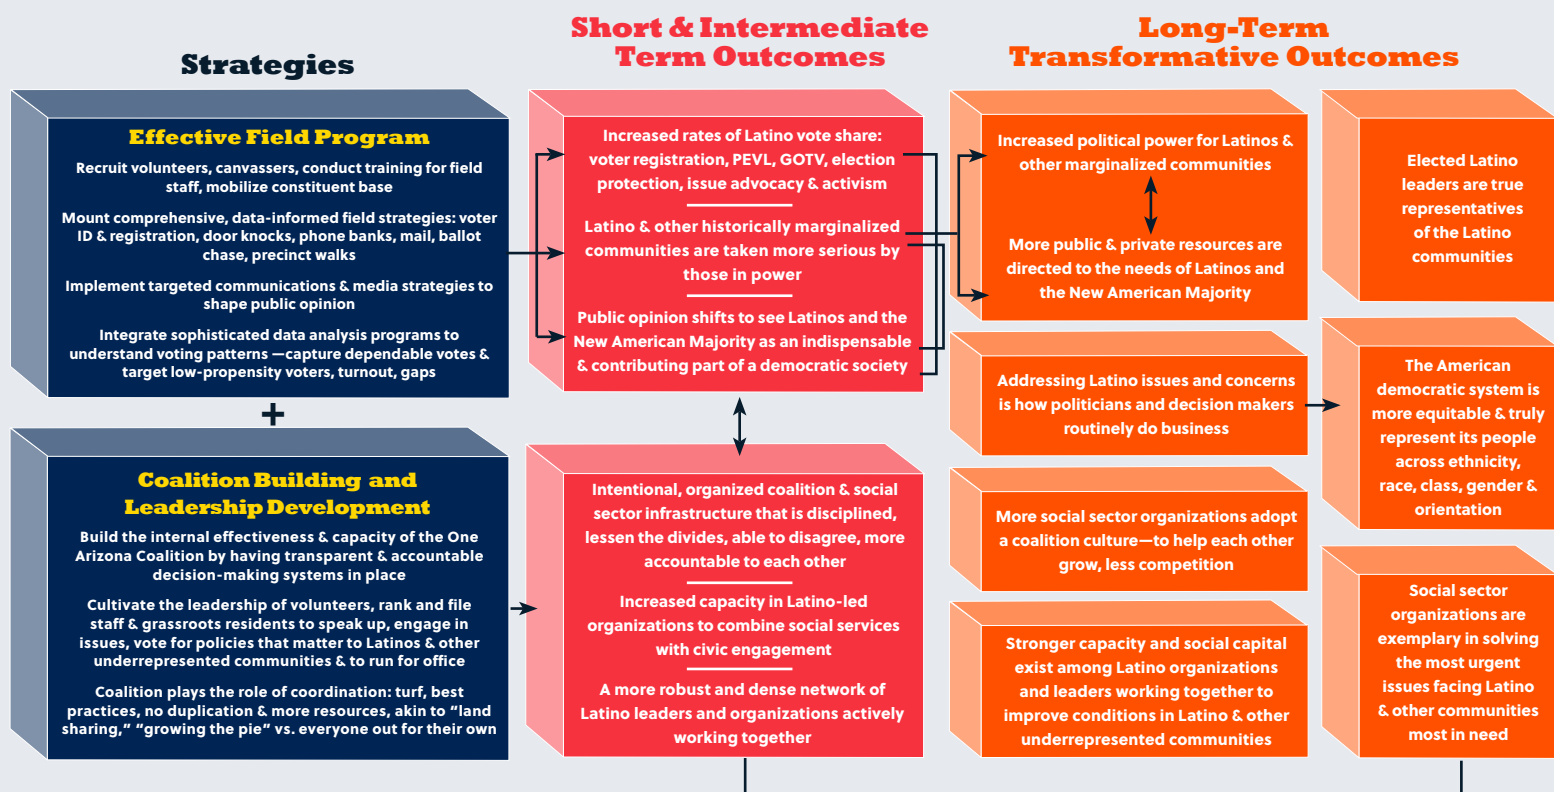 Strategies
Effective Field Program
Recruit volunteers, canvassers, conduct training for field
staff, mobilize constituent base
Mount comprehensive, data-informed field strategies: voter
ID & registration, door knocks, phone banks, mail, ballot
chase, precinct walks
Implement targeted communications & media strategies to
shape public opinion
Integrate sophisticated data analysis programs to
understand voting patterns —capture dependable votes &
target low-propensity voters, turnout, gaps
+
Coalition Building and
Leadership Development
Build the internal effectiveness & capacity of the One
Arizona Coalition by having transparent & accountable
decision-making systems in place
Cultivate the leadership of volunteers, rank and file
staff & grassroots residents to speak up, engage in
issues, vote for policies that matter to Latinos & other
underrepresented communities & to run for office
Coalition plays the role of coordination: turf, best
practices, no duplication & more resources, akin to “land
sharing,” “growing the pie” vs. everyone out for their own
Short & Intermediate
Term Outcomes
Increased rates of Latino vote share:
voter registration, PEVL, GOTV, election
protection, issue advocacy & activism
Latino & other historically marginalized
communities are taken more serious by
those in power
Public opinion shifts to see Latinos and the
New American Majority as an indispensable
& contributing part of a democratic society
Intentional, organized coalition & social
sector infrastructure that is disciplined,
lessen the divides, able to disagree, more
accountable to each other
Increased capacity in Latino-led
organizations to combine social services
with civic engagement
A more robust and dense network of
Latino leaders and organizations actively
working together
Long-Term
Transformative Outcomes
Increased political power for Latinos &
other marginalized communities
More public & private resources are
directed to the needs of Latinos and
the New American Majority
Addressing Latino issues and concerns
is how politicians and decision makers
routinely do business
More social sector organizations adopt
a coalition culture—to help each other
grow, less competition
Stronger capacity and social capital
exist among Latino organizations
and leaders working together to
improve conditions in Latino & other
underrepresented communities
Elected Latino
leaders are true
representatives
of the Latino
communities
The American
democratic system is
more equitable & truly
represent its people
across ethnicity,
race, class, gender &
orientation
Social sector
organizations are
exemplary in solving
the most urgent
issues facing Latino
& other communities
most in need